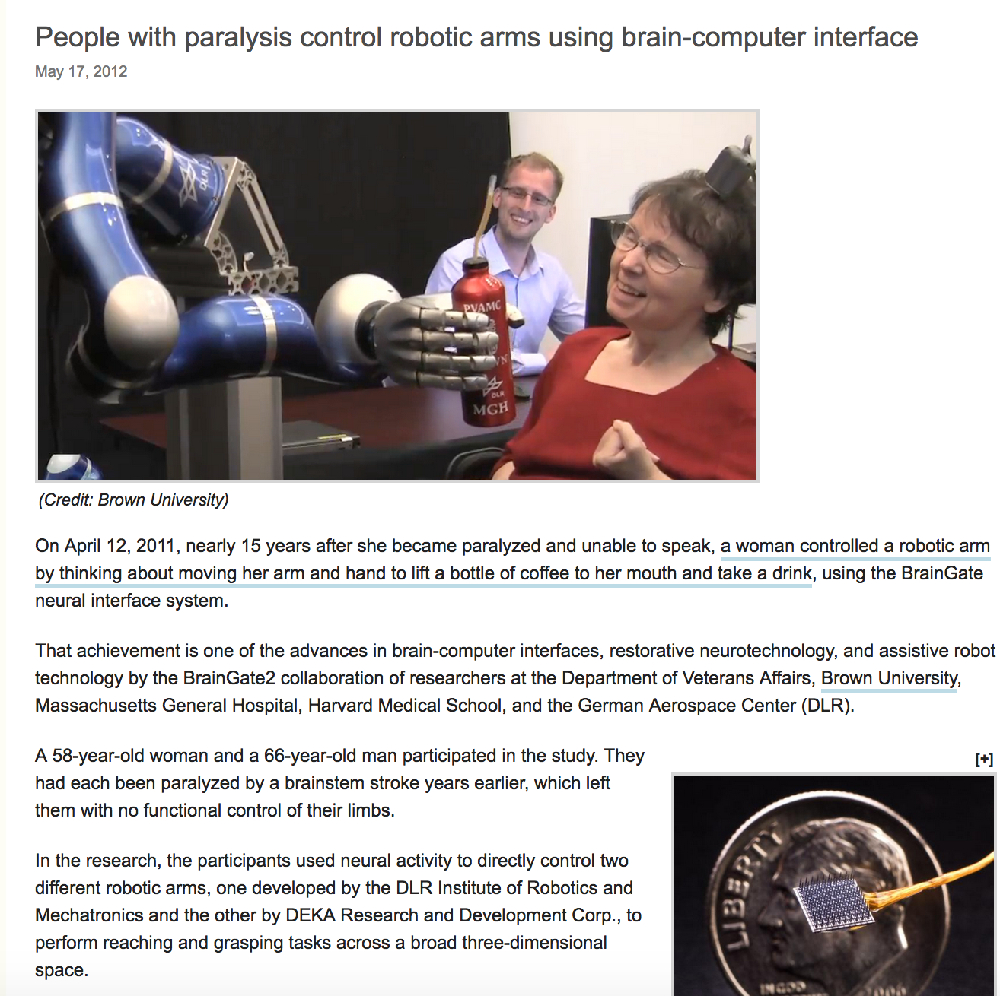 People with paralysis control robotic arms using brain-computer interface
May 17, 2012
DLR
PVAMC
VN
DLR
MGH
(Credit: Brown University)
On April 12, 2011, nearly 15 years after she became paralyzed and unable to speak, a woman controlled a robotic arm
by thinking about moving her arm and hand to lift a bottle of coffee to her mouth and take a drink, using the BrainGate
neural interface system.
That achievement is one of the advances in brain-computer interfaces, restorative neurotechnology, and assistive robot
technology by the BrainGate2 collaboration of researchers at the Department of Veterans Affairs, Brown University,
Massachusetts General Hospital, Harvard Medical School, and the German Aerospace Center (DLR).
A 58-year-old woman and a 66-year-old man participated in the study. They
had each been paralyzed by a brainstem stroke years earlier, which left
them with no functional control of their limbs.
In the research, the participants used neural activity to directly control two
different robotic arms, one developed by the DLR Institute of Robotics and
Mechatronics and the other by DEKA Research and Development Corp., to
perform reaching and grasping tasks across a broad three-dimensional
space.
[+]
LIBERTY
IN GOD